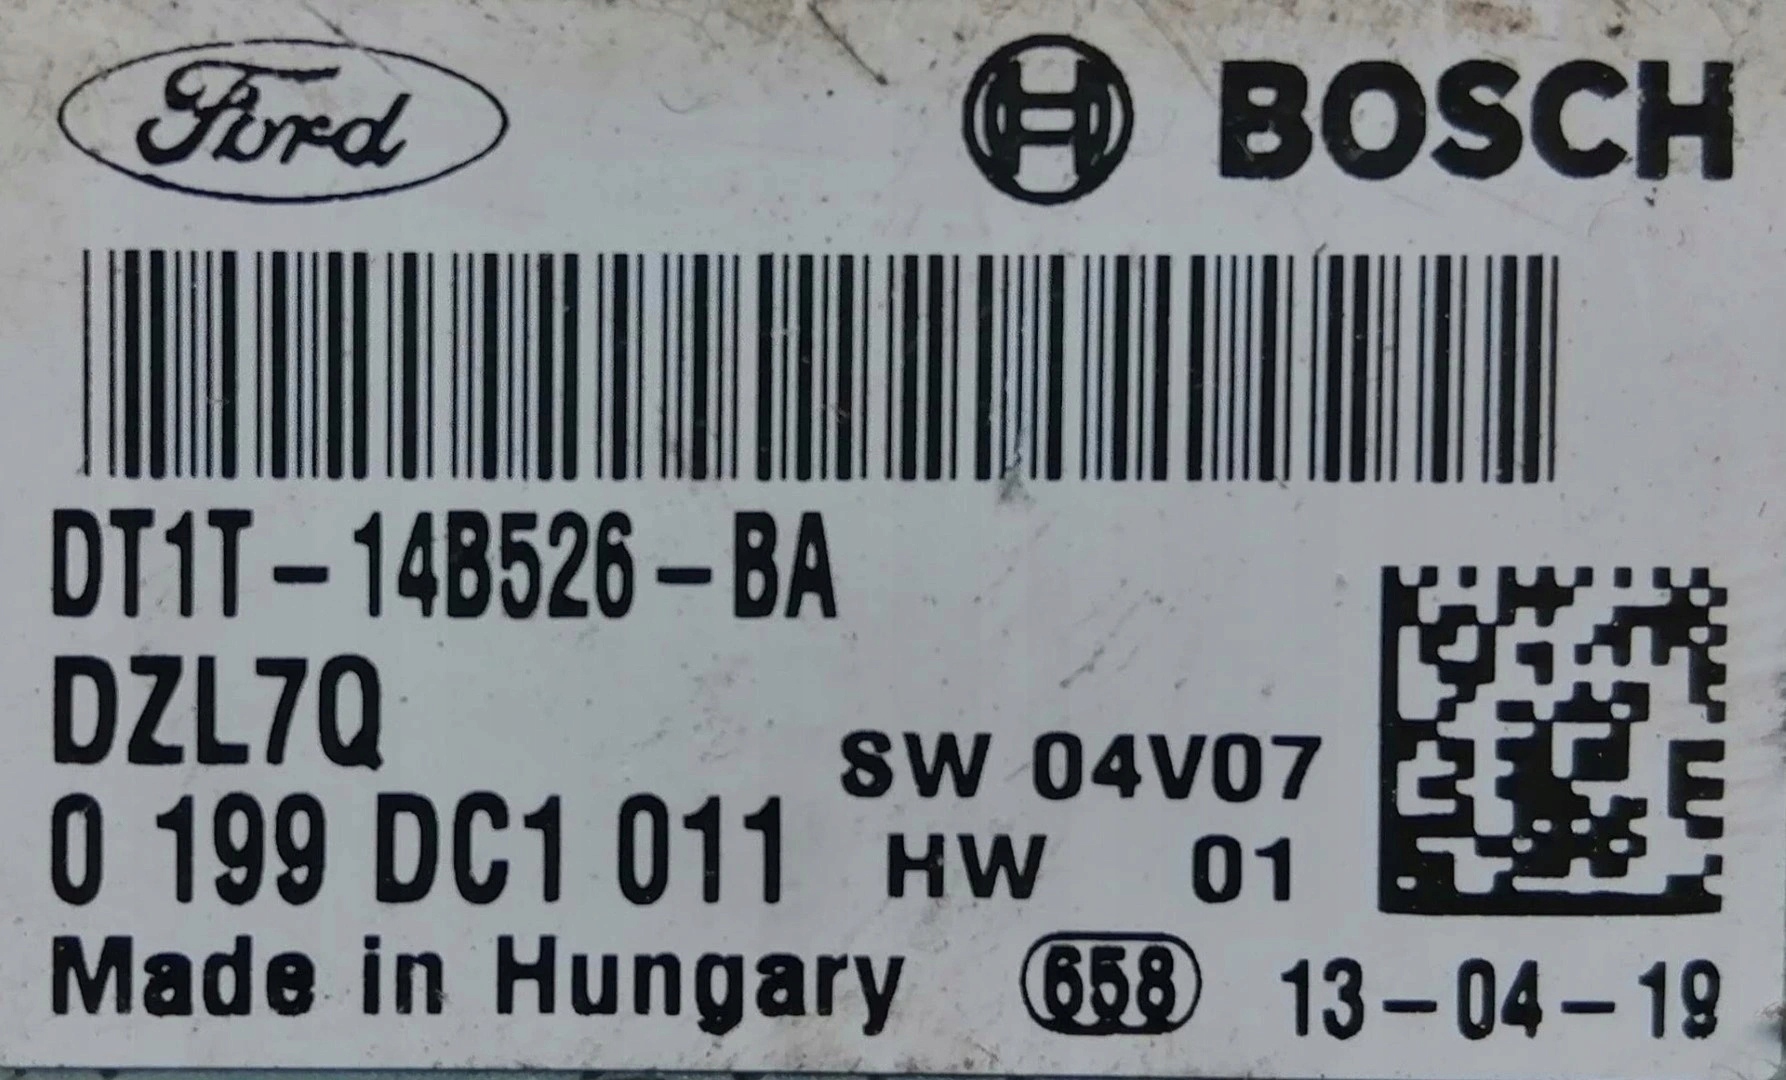 Ford
BOSCH
DT1T-14B526-BA
DZL7Q
SW 04V07
0 199 DC1 011
HW 01
Made in Hungary
658
13-04-19